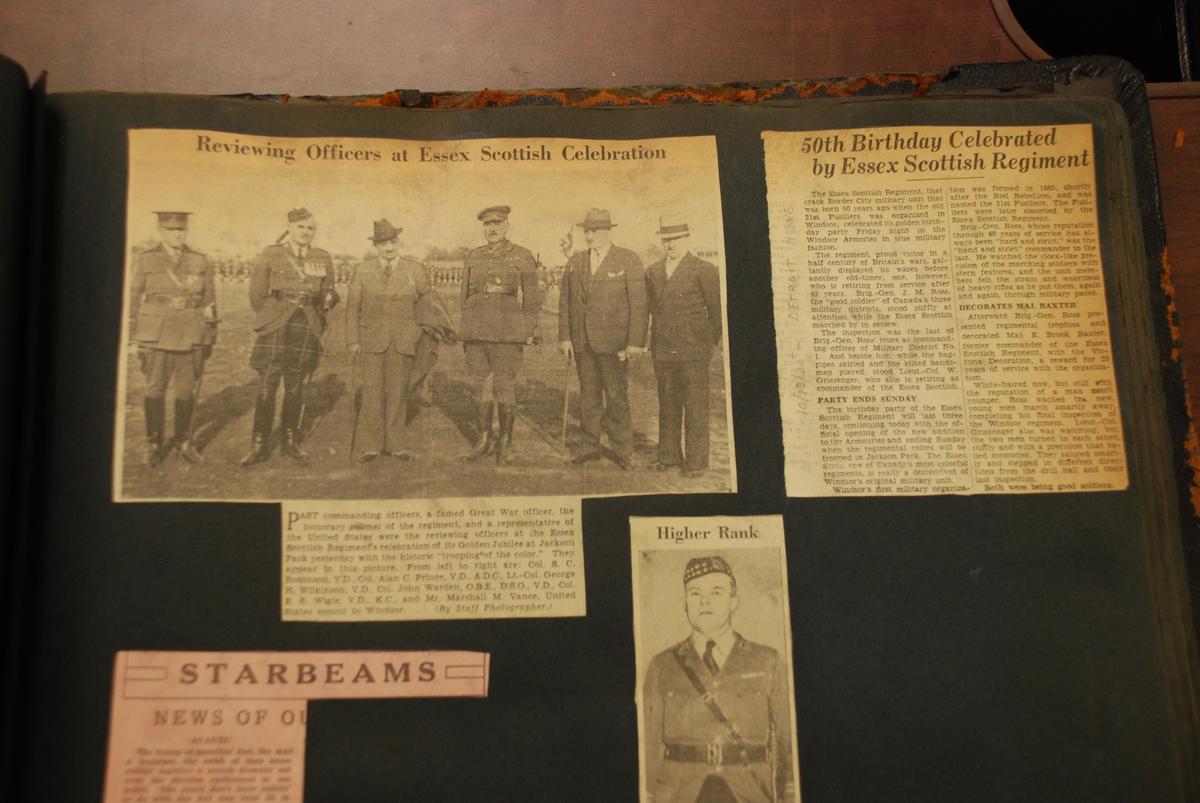 Reviewing Officers at Essex Scottish Celebration
PAST commanding officers, a famed Great War officer, the
honorary colonel of the regiment, and a representative of
the United States were the reviewing officers at the Essex
Scottish Regiment's celebration of its Golden Jubilee at Jackson
Park yesterday with the historic "trooping of the color." They
appear in this picture. From left to right are: Col. S. C.
Robinson, V.D., Col. Alan C. Prince, V.D., A.D.C., Lt.-Col. George
H. Wilkinson, V.D., Col. John Warden, O.B.E., D.S.O., V.D., Col.
E. S. Wigle, V.D., K.C., and Mr. Marshall M. Vance, United
States consul in Windsor. (By Staff Photographer.)
50th Birthday Celebrated
by Essex Scottish Regiment
The Essex Scottish Regiment, that
crack Border City military unit that
was born 50 years ago when the old
21st Fusiliers was organized in
Windsor, celebrated its golden birth-
day party Friday night in the
Windsor Armories in true military
fashion.
The regiment, proud victor in a
half century of Britain's wars, gal-
lantly displayed its wares before
another old-timer, one, however,
who is retiring from service after
43 years. Brig.-Gen. J. M. Ross,
the "good soldier" of Canada's three
military districts, stood stiffly at
attention while the Essex Scottish
marched by in review.
The inspection was the last of
Brig.-Gen. Ross' tours as command-
ing officer of Military District No.
1. And beside him, while the bag-
pipes skirled and the kilted bands-
men played, stood Lieut.-Col. W.
Griesenger, who also is retiring as
commander of the Essex Scottish.
PARTY ENDS SUNDAY
The birthday party of the Essex
Scottish Regiment will last three
days, continuing today with the of-
ficial opening of the new addition
to the Armouries and ending Sunday
when the regimental colors will be
trooped in Jackson Park. The Essex
Scots, one of Canada's most colorful
regiments, is really a descendant of
Windsor's original military unit.
Windsor's first military organiza-
tion was formed in 1885, shortly
after the Riel Rebellion, and was
named the 21st Fusiliers. The Fusi-
liers were later absorbed by the
Essex Scottish Regiment.
Brig.-Gen. Ross, whose reputation
through 40 years of service has al-
ways been "hard and strict," was the
"hard and strict" commander to the
last. He watched the clock-like pre-
cision of the marching soldiers with
stern features, and the unit mem-
bers felt the strain and weariness
of heavy rifles as he put them, again
and again, through military paces.
DECORATES MAJ. BAXTER
Afterward Brig.-Gen. Ross pre-
sented regimental trophies and
decorated Maj. E. Brook Baxter,
former commander of the Essex
Scottish Regiment, with the Vic-
torial Decoration, a reward for 20
years of service with the organiza-
tion.
White-haired now, but still with
the reputation of a man much
younger, Ross wached the new,
young men march smartly away,
completing his final inspection of
the Windsor regiment. Lieut.-Col.
Griesenger also was watching, but
the two men turned to each other,
stiffly and with a precision that be-
lied memories. They saluted smart-
ly and stepped in different direc-
tions from the drill hall and their
last inspection.
Both were being good soldiers.
DETROIT NEWS
Higher Rank
STARBEAMS
NEWS OF OU